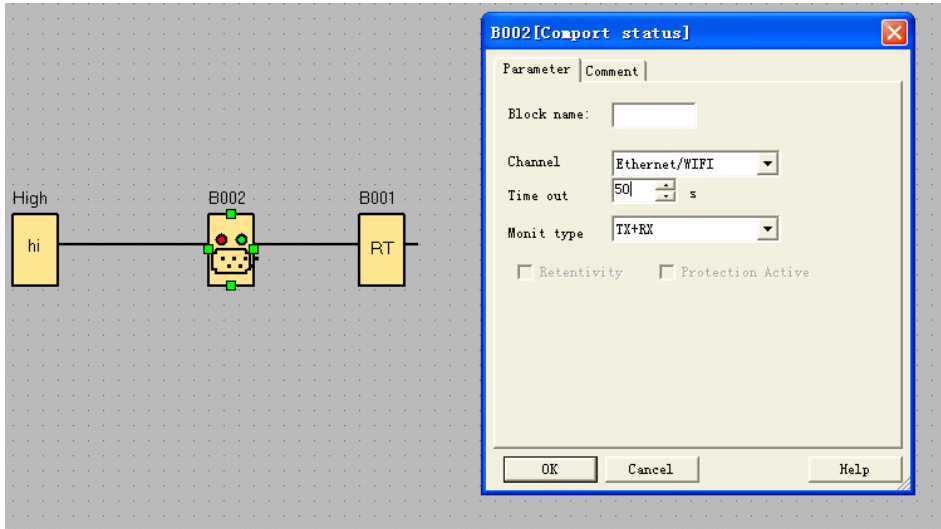 B002[Comport status]
Parameter Comment
Block name:
Channel Ethernet/WIFI
Time out 50 s
Monit type TX+RX
Retentivity Protection Active
OK Cancel Help
High B002 B001
hi RT